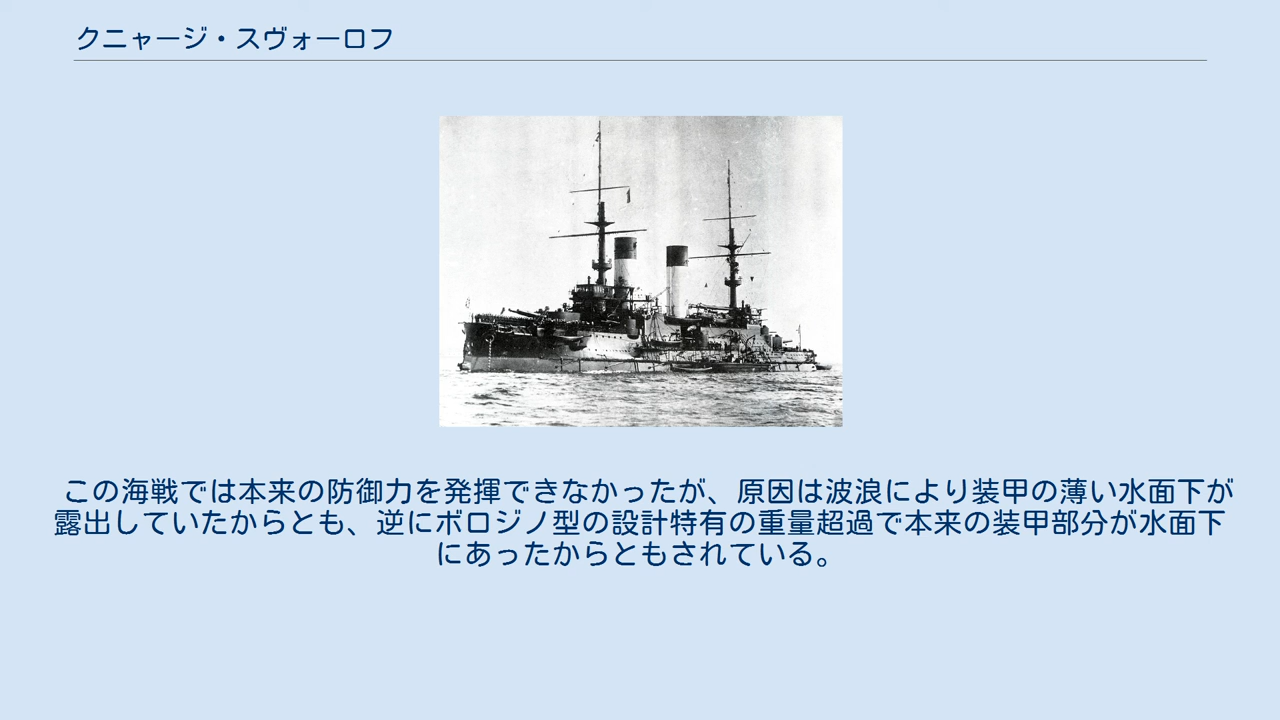 クニャージ・スヴォーロフ
この海戦では本来の防御力を発揮できなかったが、原因は波浪により装甲の薄い水面下が
露出していたからとも、逆にボロジノ型の設計特有の重量超過で本来の装甲部分が水面下
にあったからともされている。